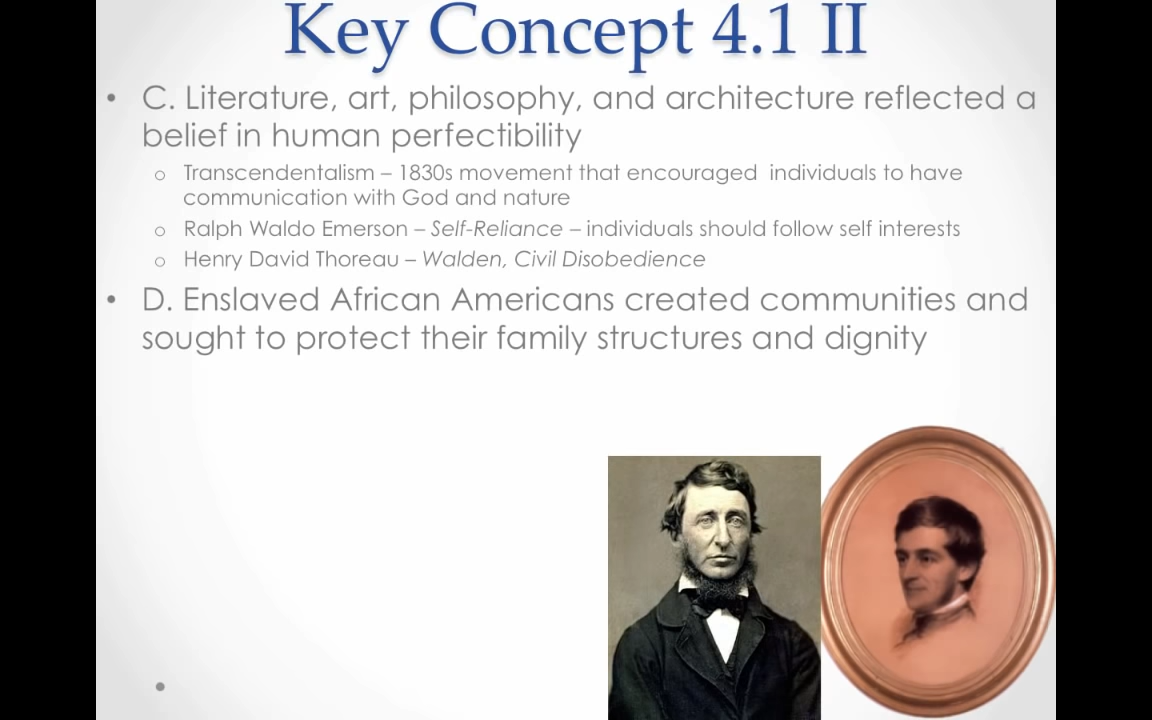 Key Concept 4.1 II
• C. Literature, art, philosophy, and architecture reflected a
belief in human perfectibility
o Transcendentalism – 1830s movement that encouraged  individuals to have
communication with God and nature
o Ralph Waldo Emerson – Self-Reliance – individuals should follow self interests
o Henry David Thoreau – Walden, Civil Disobedience
• D. Enslaved African Americans created communities and
sought to protect their family structures and dignity
•